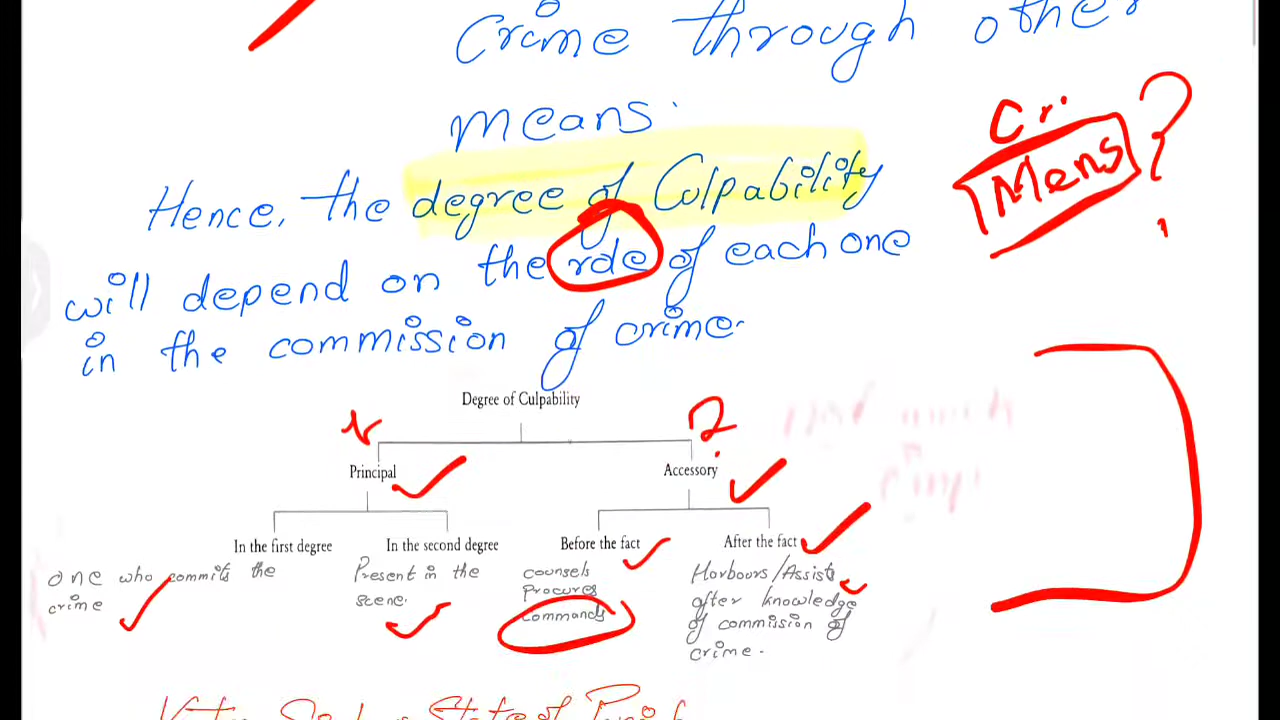 Crime through other
means.
Cr.
Mens ?
Hence, the degree of Culpability
will depend on the role of each one
in the commission of crime.
Degree of Culpability
Principal
Accessory
In the first degree
In the second degree
Before the fact
After the fact
one who commits the
crime
Present in the
scene.
counsels
Procures
Commands
Harbours/Assists
after knowledge
of commission of
crime.
State of